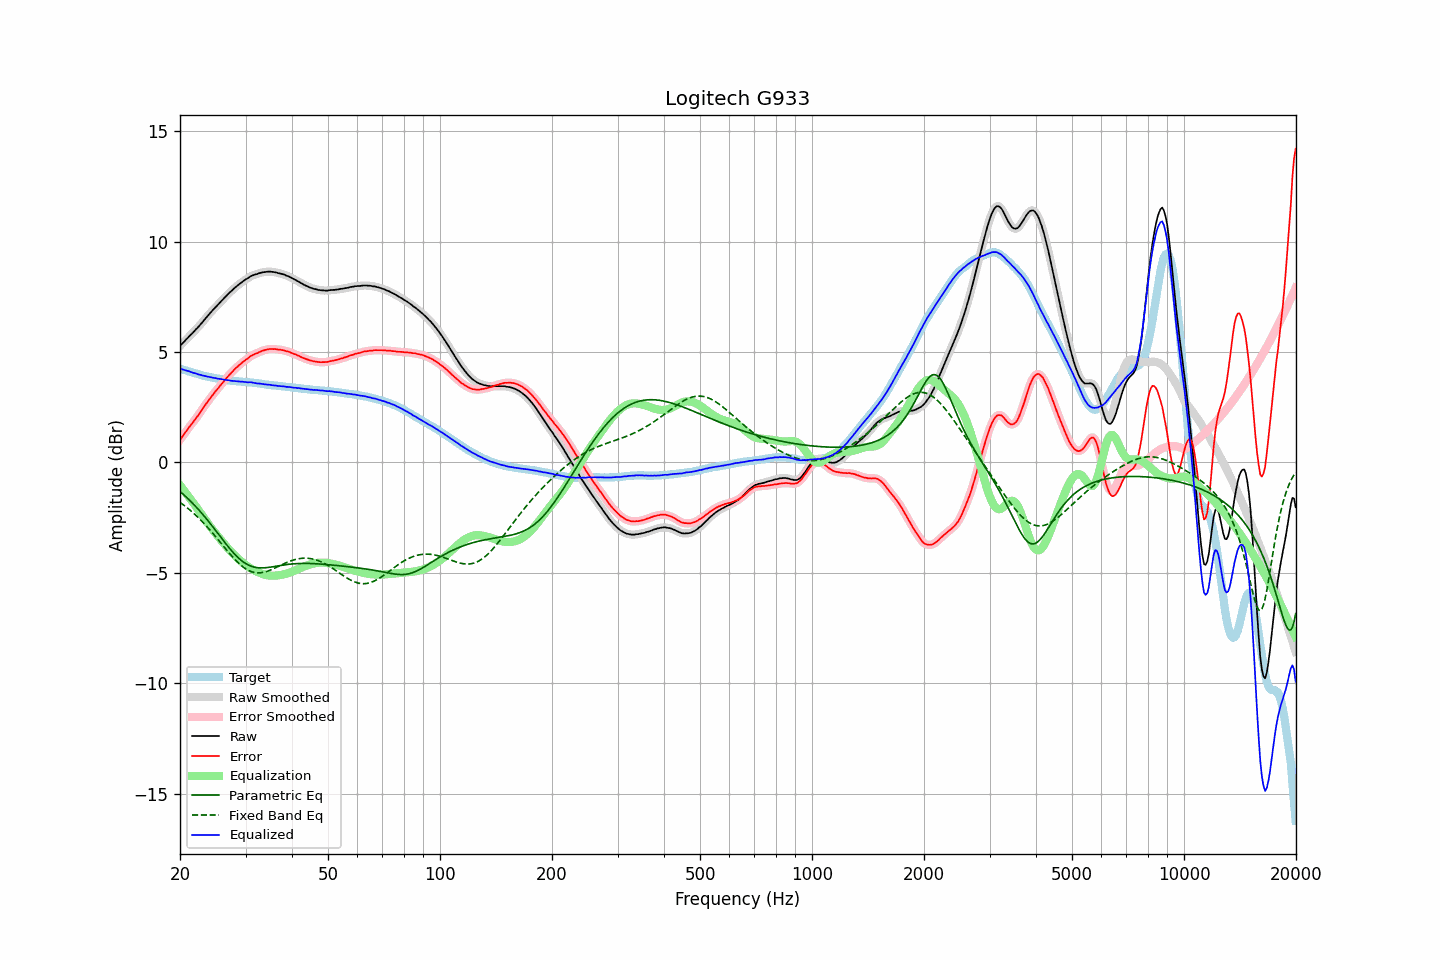 Logitech G933
Amplitude (dBr)
15
10
5
0
−5
−10
−15
Target
Raw Smoothed
Error Smoothed
Raw
Error
Equalization
Parametric Eq
Fixed Band Eq
Equalized
20 50 100 200 500 1000 2000 5000 10000 20000
Frequency (Hz)